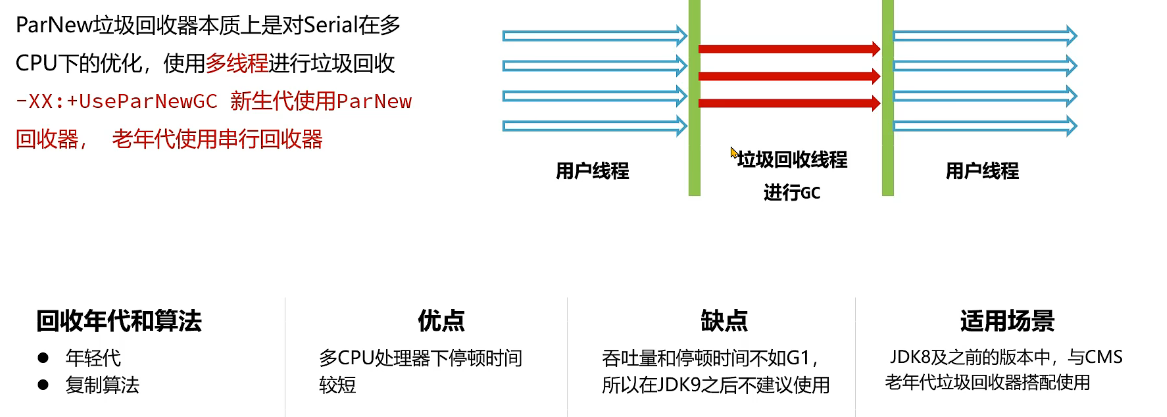 ParNew垃圾回收器本质上是对Serial在多
CPU下的优化，使用多线程进行垃圾回收
-XX:+UseParNewGC 新生代使用ParNew
回收器， 老年代使用串行回收器
用户线程
垃圾回收线程
进行GC
用户线程
回收年代和算法
● 年轻代
● 复制算法
优点
多CPU处理器下停顿时间
较短
缺点
吞吐量和停顿时间不如G1，
所以在JDK9之后不建议使用
适用场景
JDK8及之前的版本中，与CMS
老年代垃圾回收器搭配使用